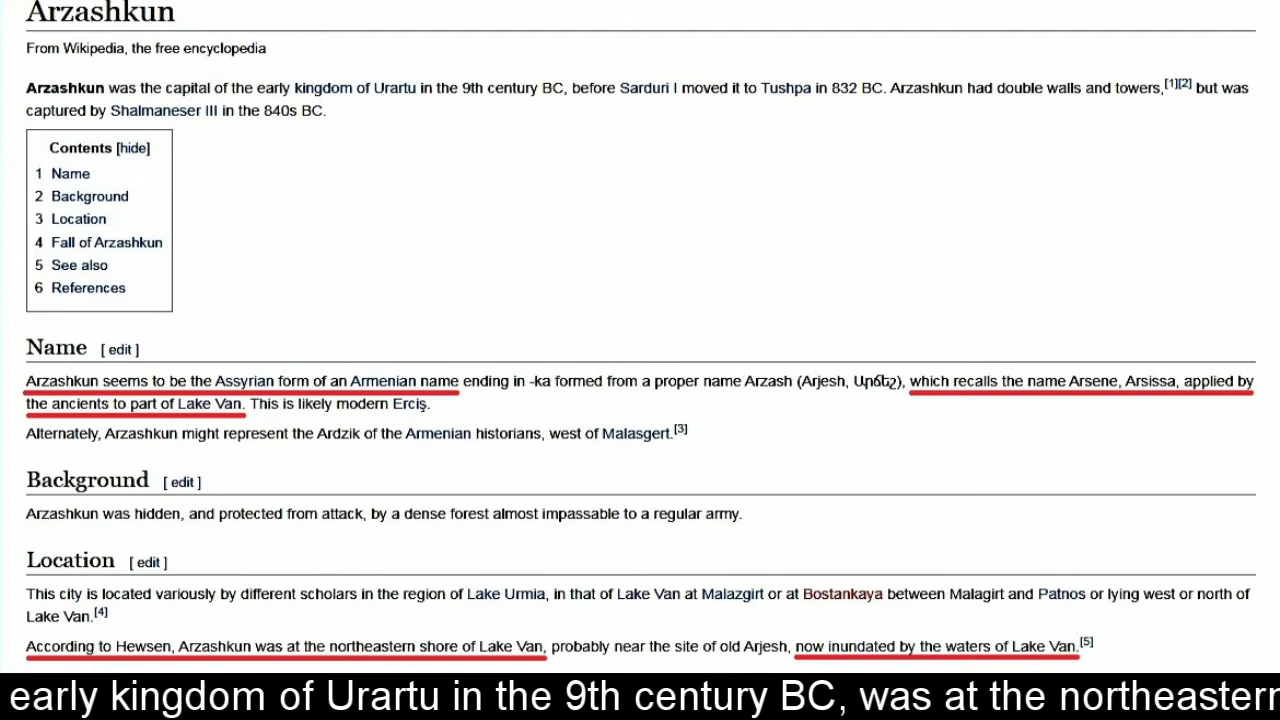 Arzashkun
From Wikipedia, the free encyclopedia
Arzashkun was the capital of the early kingdom of Urartu in the 9th century BC, before Sarduri I moved it to Tushpa in 832 BC. Arzashkun had double walls and towers,[1][2] but was
captured by Shalmaneser III in the 840s BC.
Contents [hide]
1 Name
2 Background
3 Location
4 Fall of Arzashkun
5 See also
6 References
Name [ edit ]
Arzashkun seems to be the Assyrian form of an Armenian name ending in -ka formed from a proper name Arzash (Arjesh, Արճեշ), which recalls the name Arsene, Arsissa, applied by
the ancients to part of Lake Van. This is likely modern Erciş.
Alternately, Arzashkun might represent the Ardzik of the Armenian historians, west of Malasgert.[3]
Background [ edit ]
Arzashkun was hidden, and protected from attack, by a dense forest almost impassable to a regular army.
Location [ edit ]
This city is located variously by different scholars in the region of Lake Urmia, in that of Lake Van at Malazgirt or at Bostankaya between Malagirt and Patnos or lying west or north of
Lake Van.[4]
According to Hewsen, Arzashkun was at the northeastern shore of Lake Van, probably near the site of old Arjesh, now inundated by the waters of Lake Van.[5]
early kingdom of Urartu in the 9th century BC, was at the northeastern